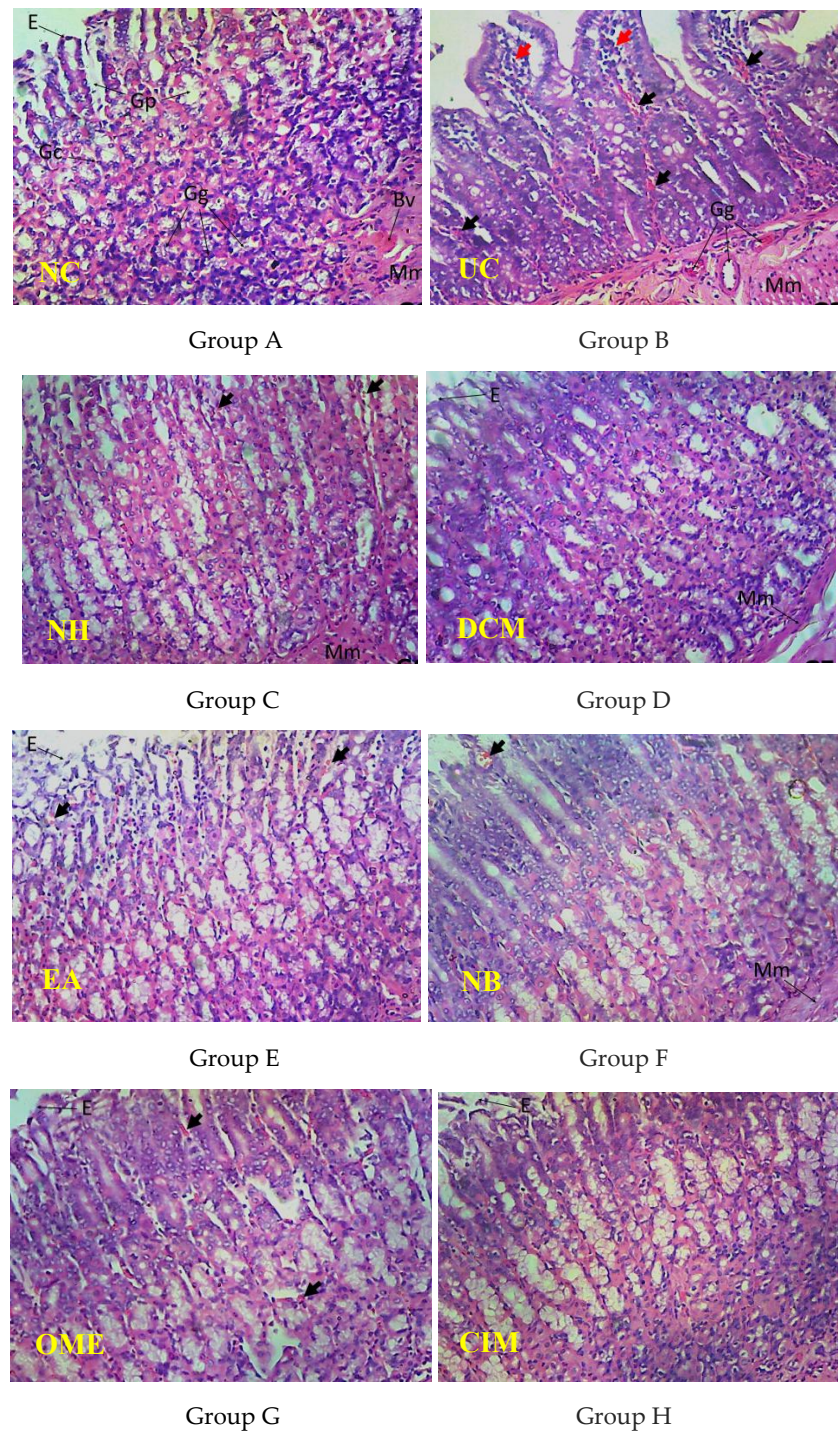 E
Gp
Gc
Gg
Bv
NC
Mm
Gg
UC
Mm
Group A
Group B
NH
Mm
E
DCM
Mm
Group C
Group D
E
EA
NB
Mm
Group E
Group F
E
OME
E
CIM
Group G
Group H